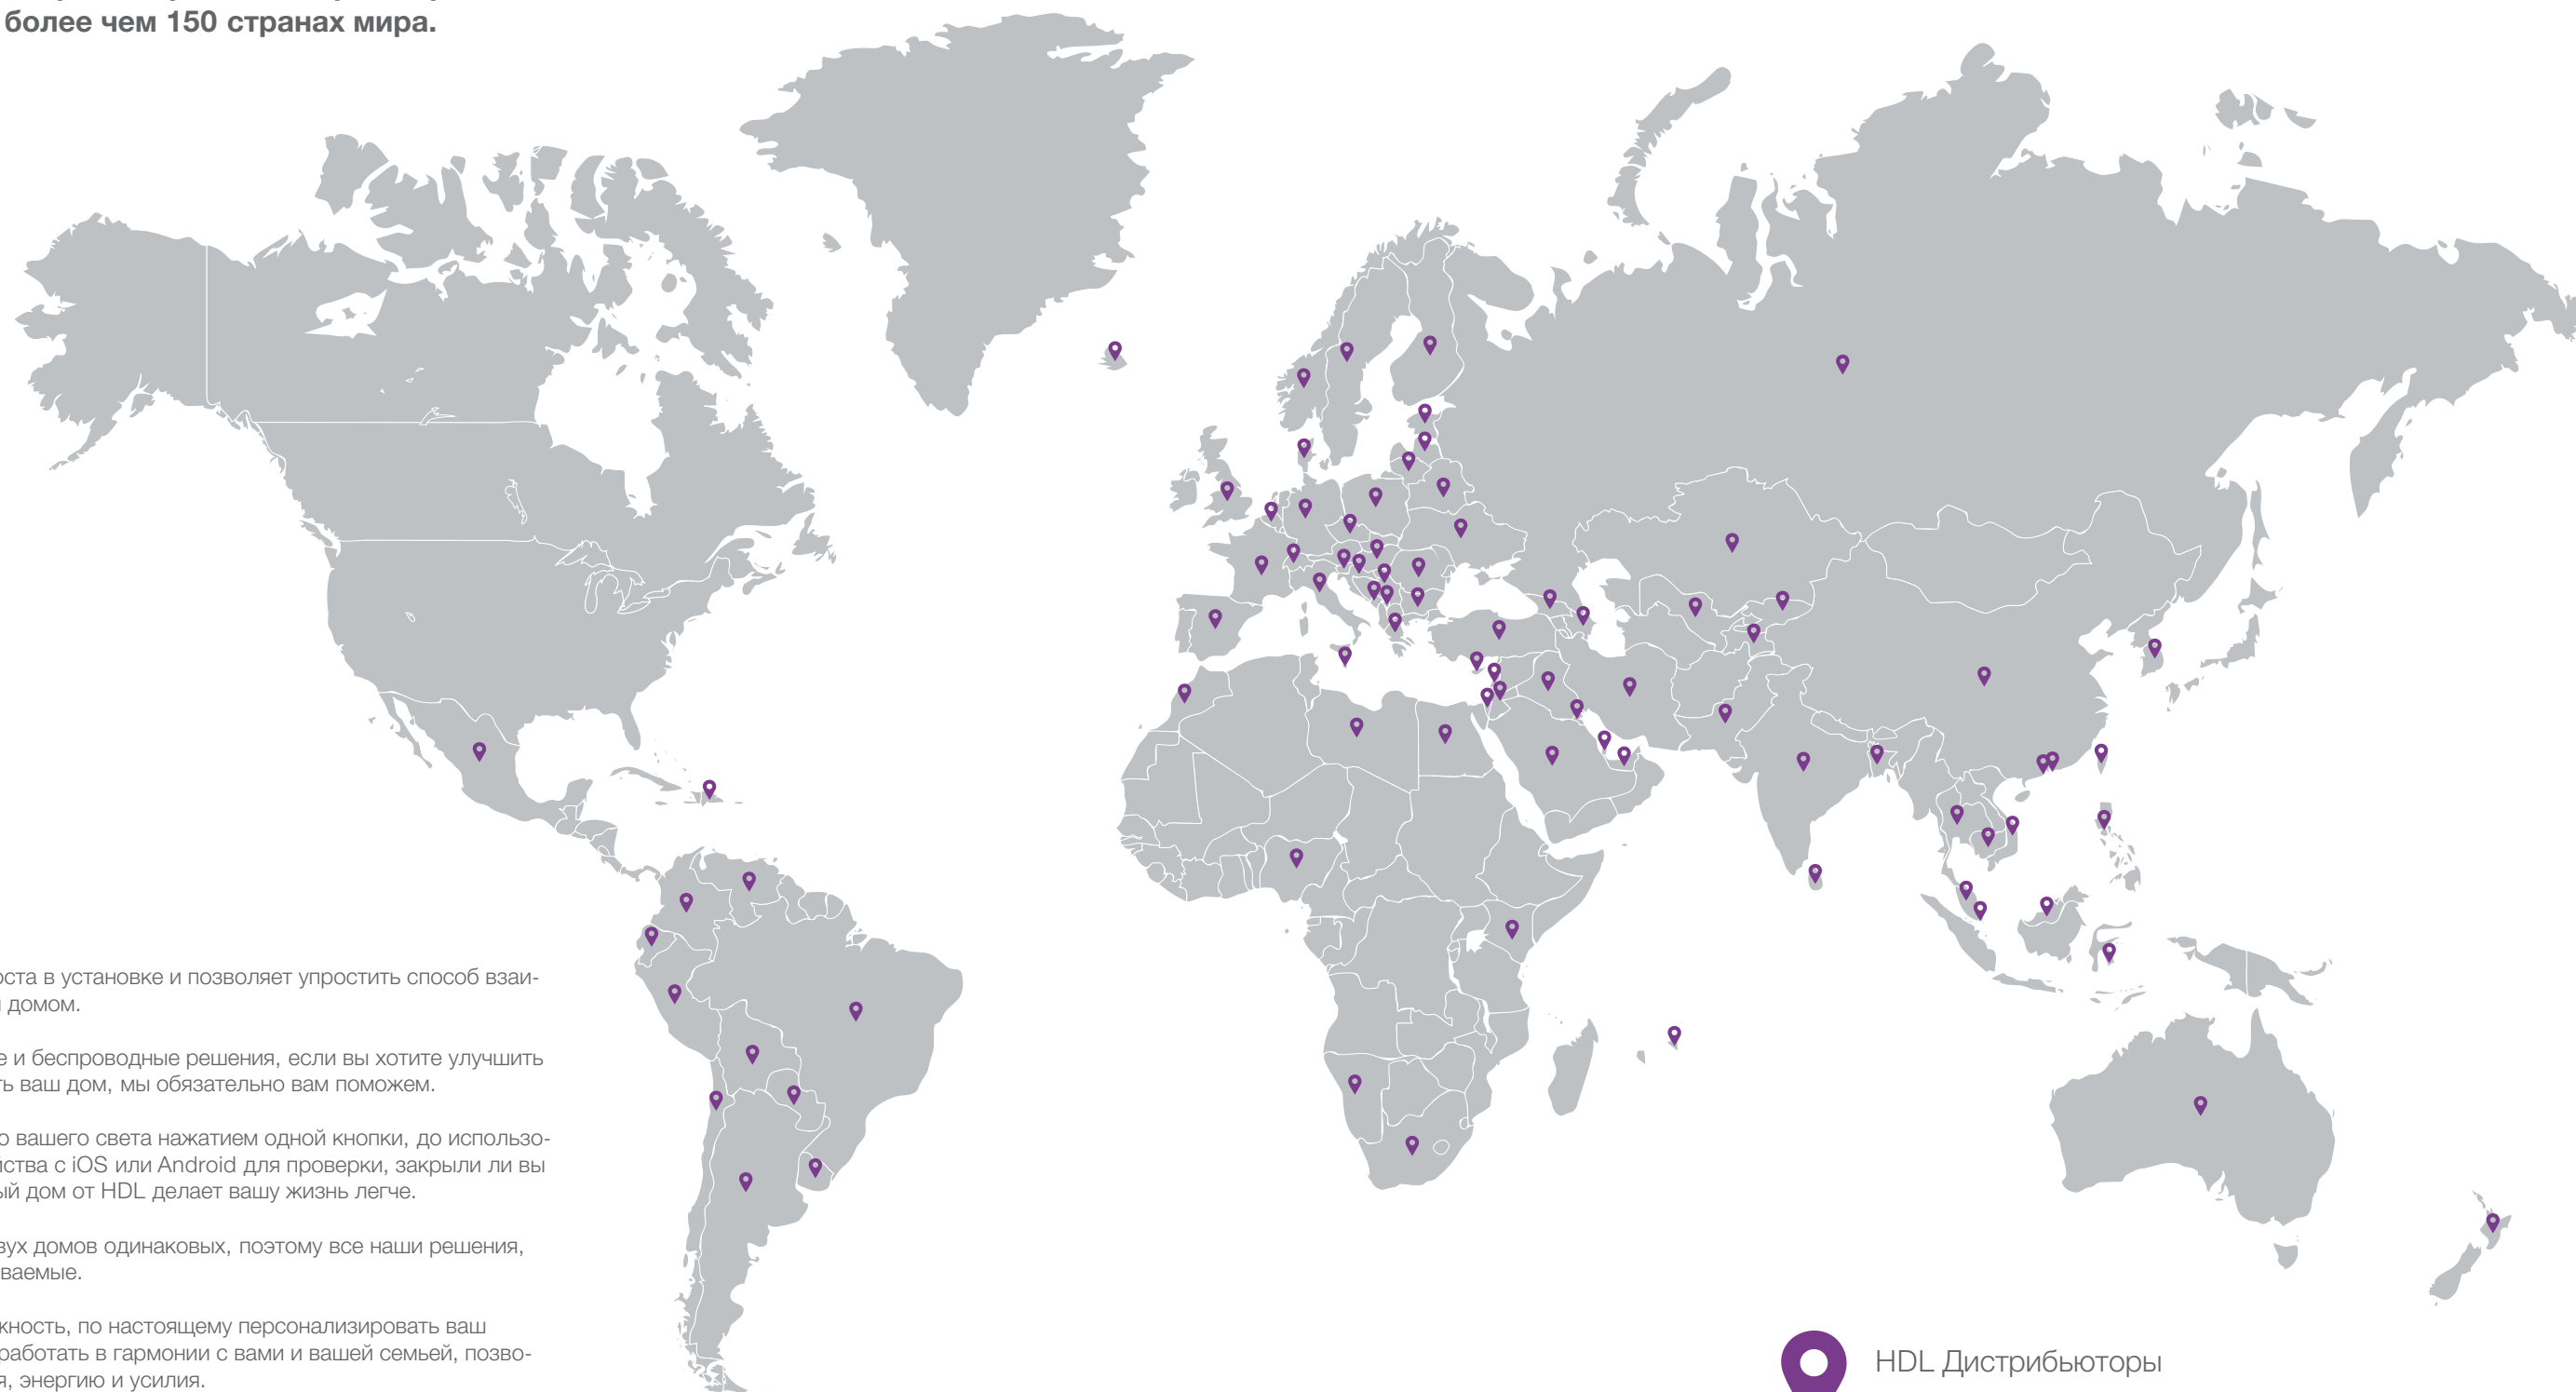 более чем 150 странах мира.
оста в установке и позволяет упростить способ взаи-
домом.
е и беспроводные решения, если вы хотите улучшить
ть ваш дом, мы обязательно вам поможем.
о вашего света нажатием одной кнопки, до использо-
йства с iOS или Android для проверки, закрыли ли вы
ый дом от HDL делает вашу жизнь легче.
вух домов одинаковых, поэтому все наши решения,
ваемые.
жность, по настоящему персонализировать ваш
работать в гармонии с вами и вашей семьей, позво-
я, энергию и усилия.
HDL Дистрибьюторы